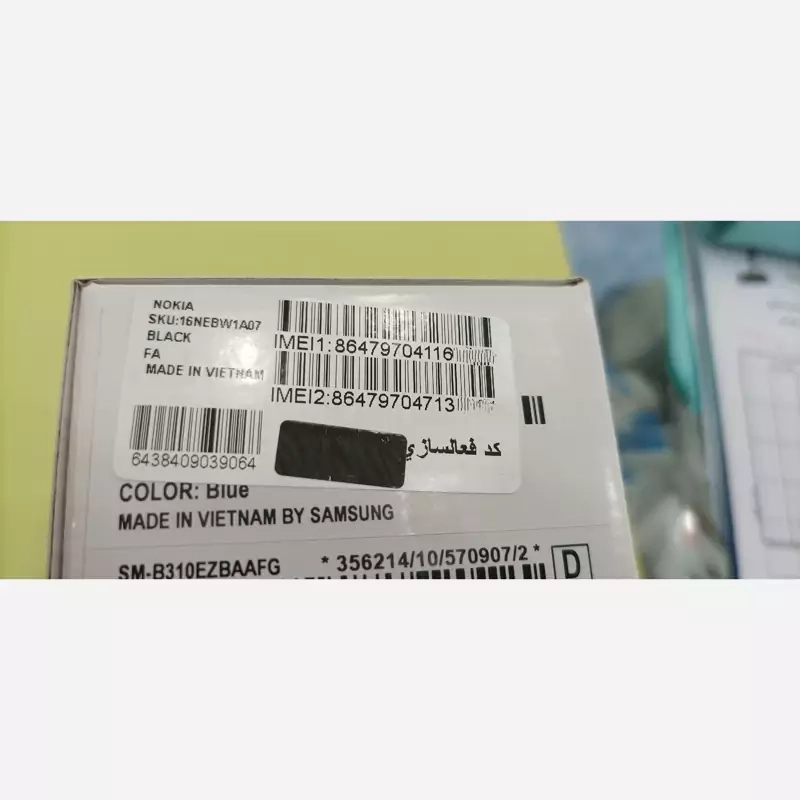 NOKIA
SKU:16NEBW1A07
BLACK
FA
MADE IN VIETNAM
IMEI1:86479704116
IMEI2:86479704713
6438409039064
کد فعالسازي
COLOR: Blue
MADE IN VIETNAM BY SAMSUNG
SM-B310EZBAAFG
* 356214/10/570907/2 *
D